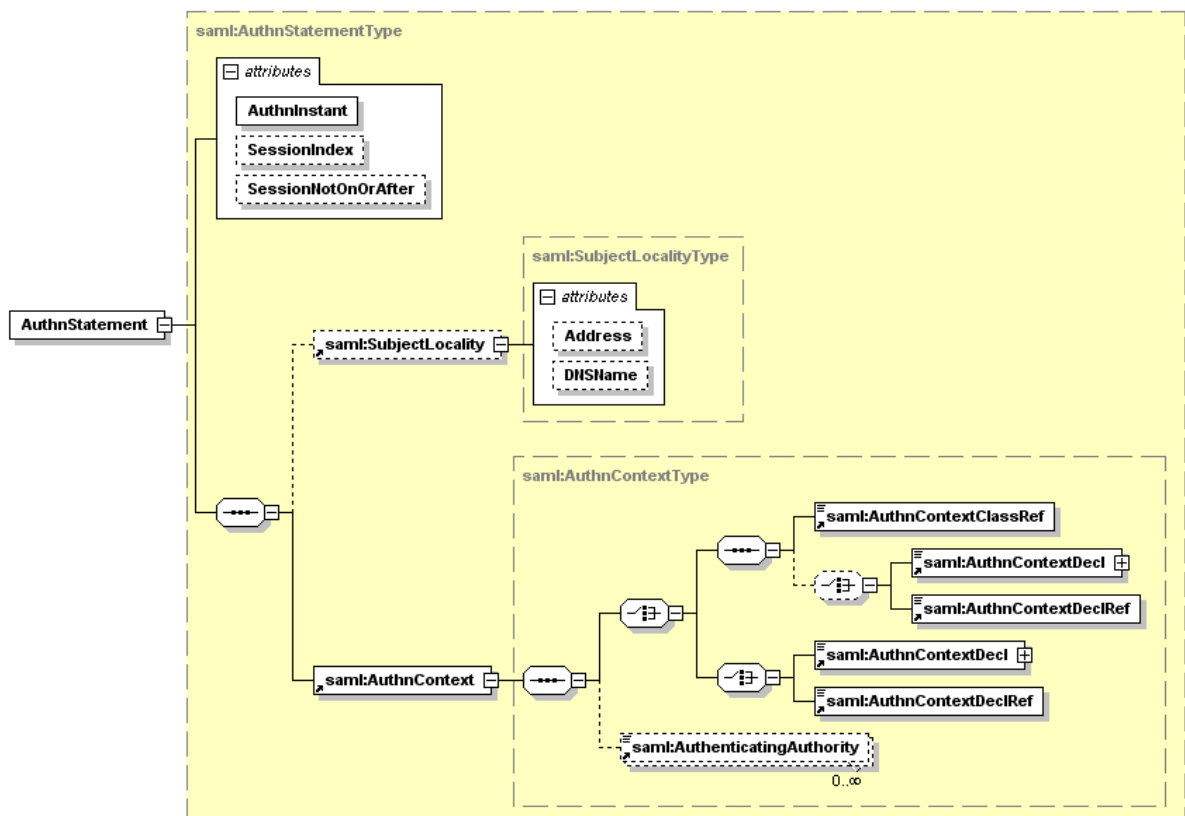 saml:AuthnStatementType
attributes
AuthnInstant
SessionIndex
SessionNotOnOrAfter
saml:SubjectLocalityType
attributes
AuthnStatement
saml:SubjectLocality
Address
DNSName
saml:AuthnContextType
saml:AuthnContextClassRef
saml:AuthnContextDecl
saml:AuthnContextDeclRef
saml:AuthnContext
saml:AuthnContextDecl
saml:AuthnContextDeclRef
saml:AuthenticatingAuthority
0..∞